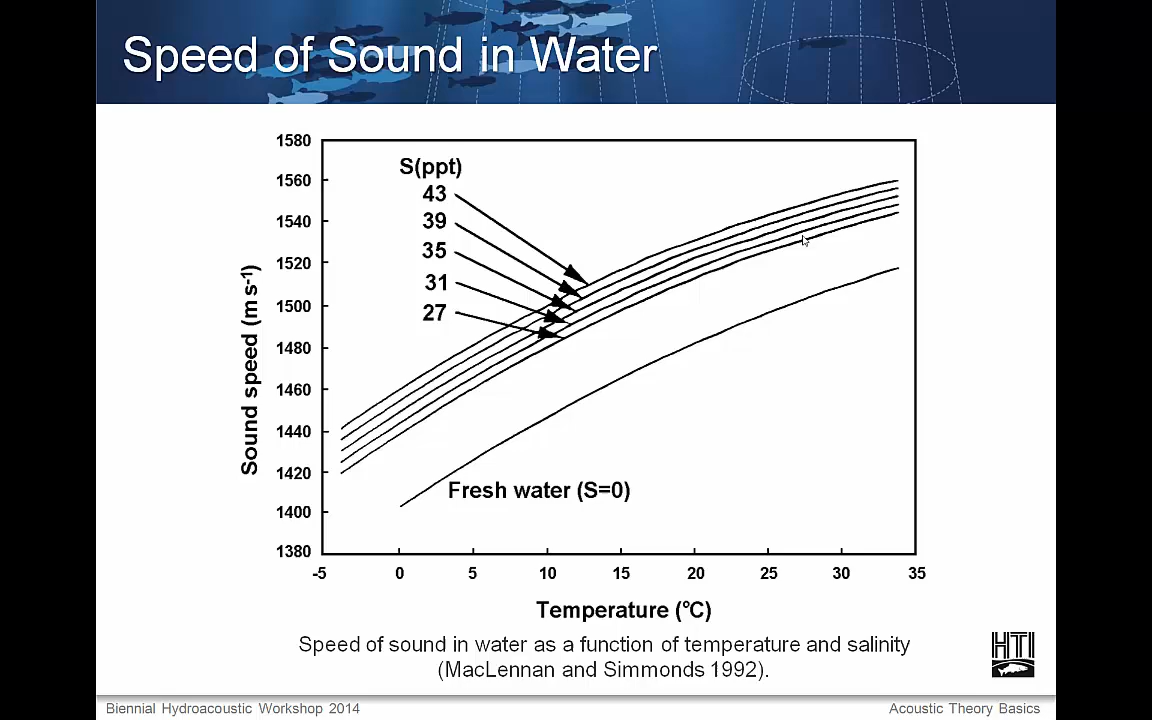 Speed of Sound in Water
1580
1560
1540
1520
1500
1480
1460
1440
1420
1400
1380
Sound speed (m s-1)
S(ppt)
43
39
35
31
27
Fresh water (S=0)
-5 0 5 10 15 20 25 30 35
Temperature (°C)
Speed of sound in water as a function of temperature and salinity
(MacLennan and Simmonds 1992).
HTI
Biennial Hydroacoustic Workshop 2014
Acoustic Theory Basics